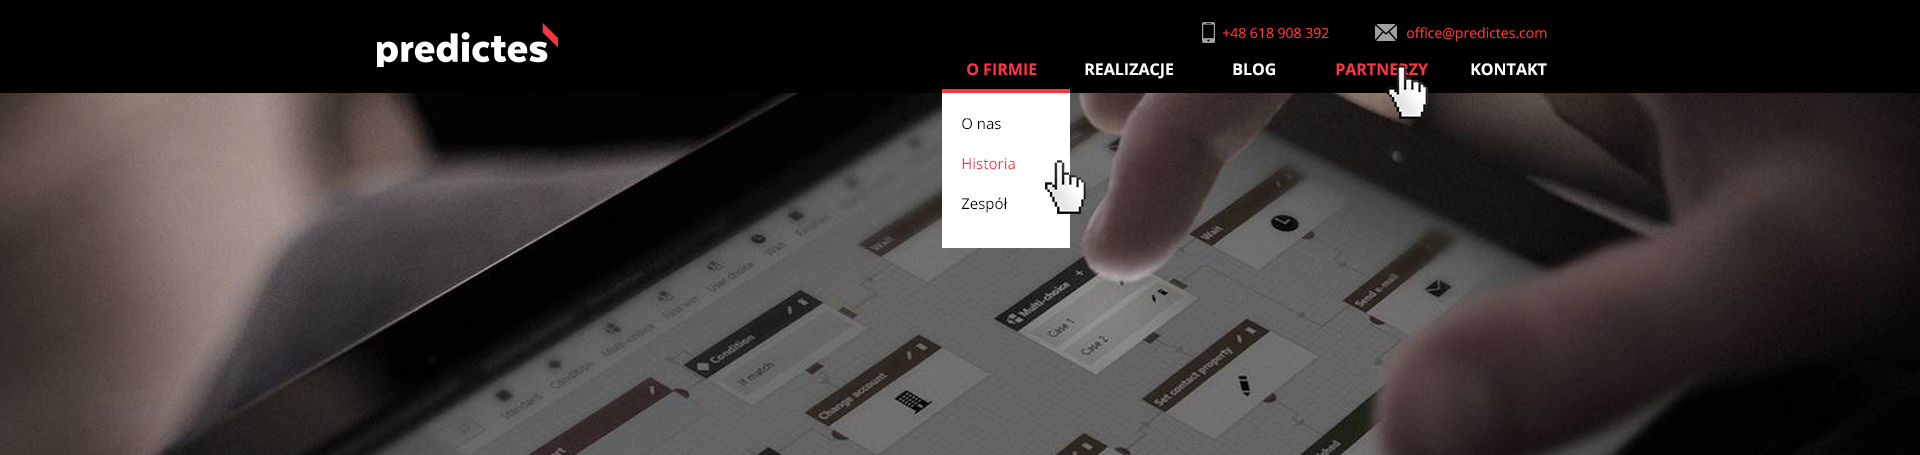 predictes
+48 618 908 392
office@predictes.com
O FIRMIE
REALIZACJE
BLOG
PARTNERZY
KONTAKT
O nas
Historia
Zespół
Wait
Wait
Wait
User choice
First win
Multi-choice
Condition
Standard
Multi-choice
Case 1
Case 2
Send e-mail
Condition
If match
Change account
Set contact property